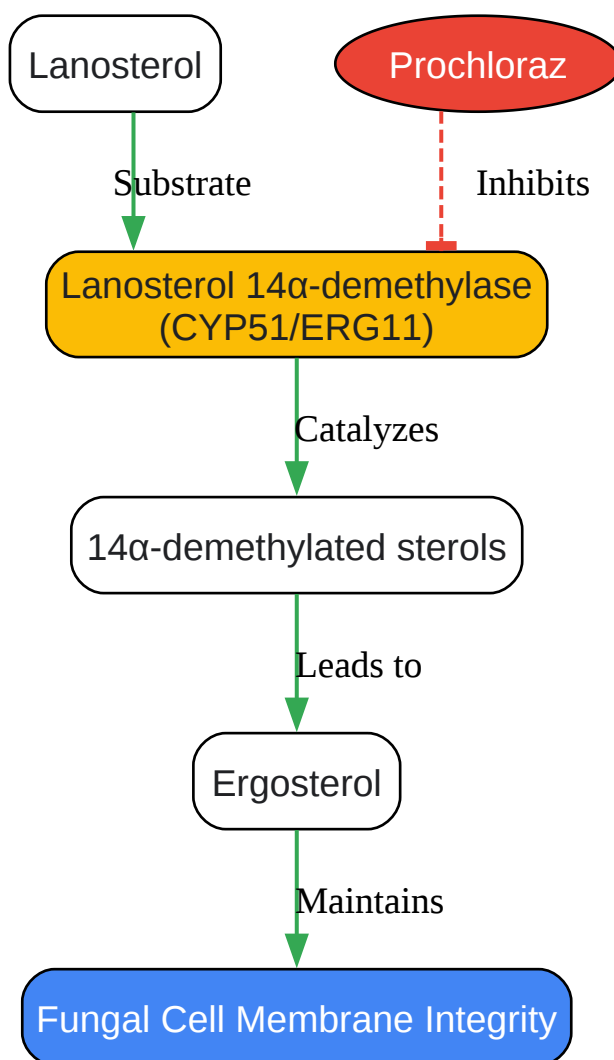 Lanosterol
Prochloraz
Substrate
Inhibits
Lanosterol 14α-demethylase
(CYP51/ERG11)
Catalyzes
14α-demethylated sterols
Leads to
Ergosterol
Maintains
Fungal Cell Membrane Integrity